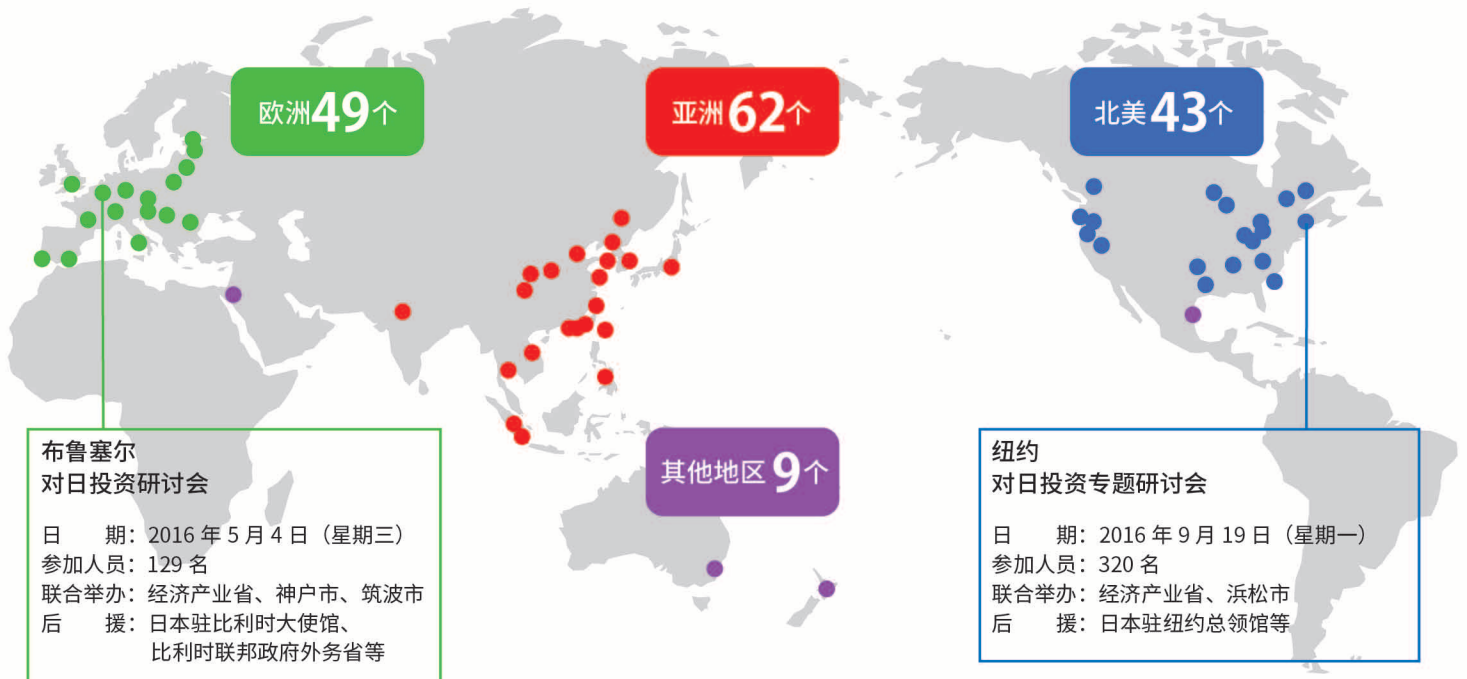 欧洲49个
亚洲62个
北美43个
其他地区9个
布鲁塞尔
对日投资研讨会
日　　期：2016 年 5 月 4 日（星期三）
参加人员：129 名
联合举办：经济产业省、神户市、筑波市
后　　援：日本驻比利时大使馆、
比利时联邦政府外务省等
纽约
对日投资专题研讨会
日　　期：2016 年 9 月 19 日（星期一）
参加人员：320 名
联合举办：经济产业省、浜松市
后　　援：日本驻纽约总领馆等